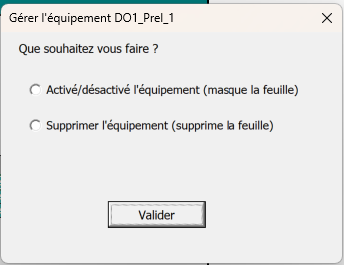 Gérer l'équipement DO1_Prel_1
Que souhaitez vous faire ?
Activé/désactivé l'équipement (masque la feuille)
Supprimer l'équipement (supprime la feuille)
Valider